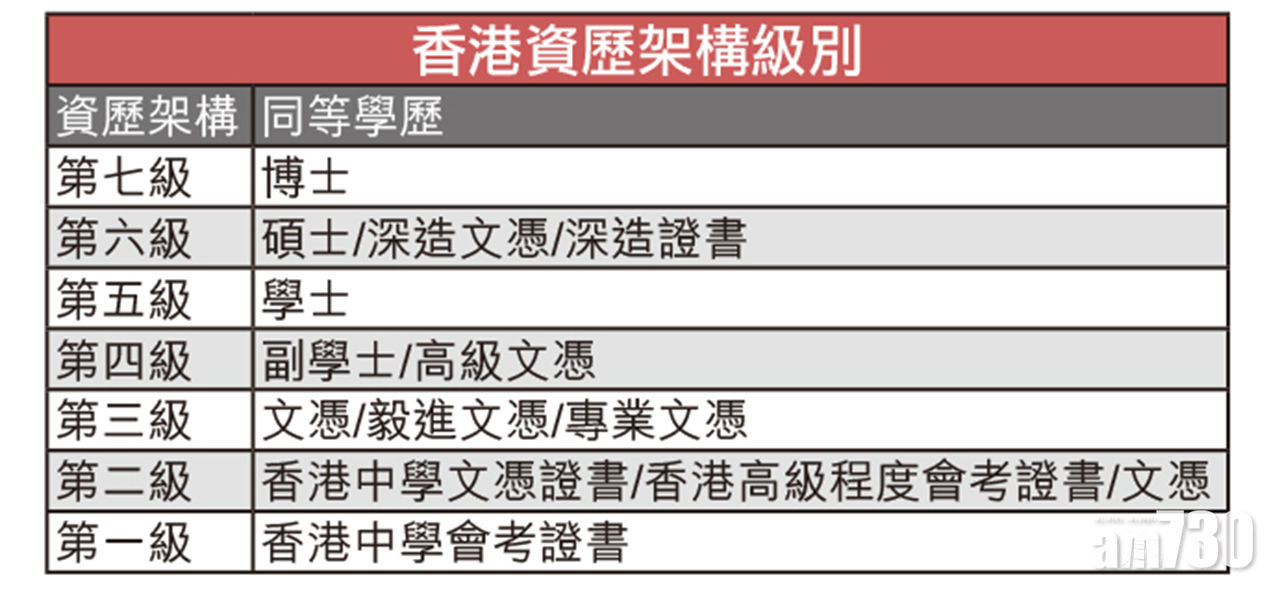 香港資歷架構級別
資歷架構 同等學歷
第七級 博士
第六級 碩士/深造文憑/深造證書
第五級 學士
第四級 副學士/高級文憑
第三級 文憑/毅進文憑/專業文憑
第二級 香港中學文憑證書/香港高級程度會考證書/文憑
第一級 香港中學會考證書
am730